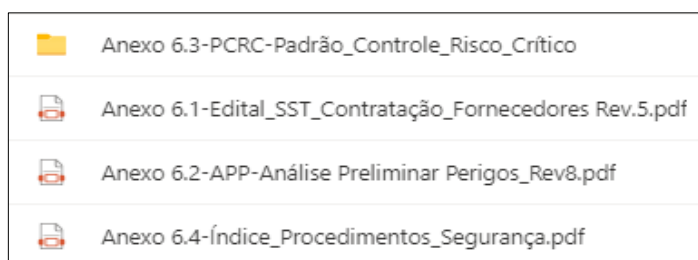 Anexo 6.3-PCRC-Padrão_Controle_Risco_Crítico
Anexo 6.1-Edital_SST_Contratação_Fornecedores Rev.5.pdf
Anexo 6.2-APP-Análise Preliminar Perigos_Rev8.pdf
Anexo 6.4-Índice_Procedimentos_Segurança.pdf